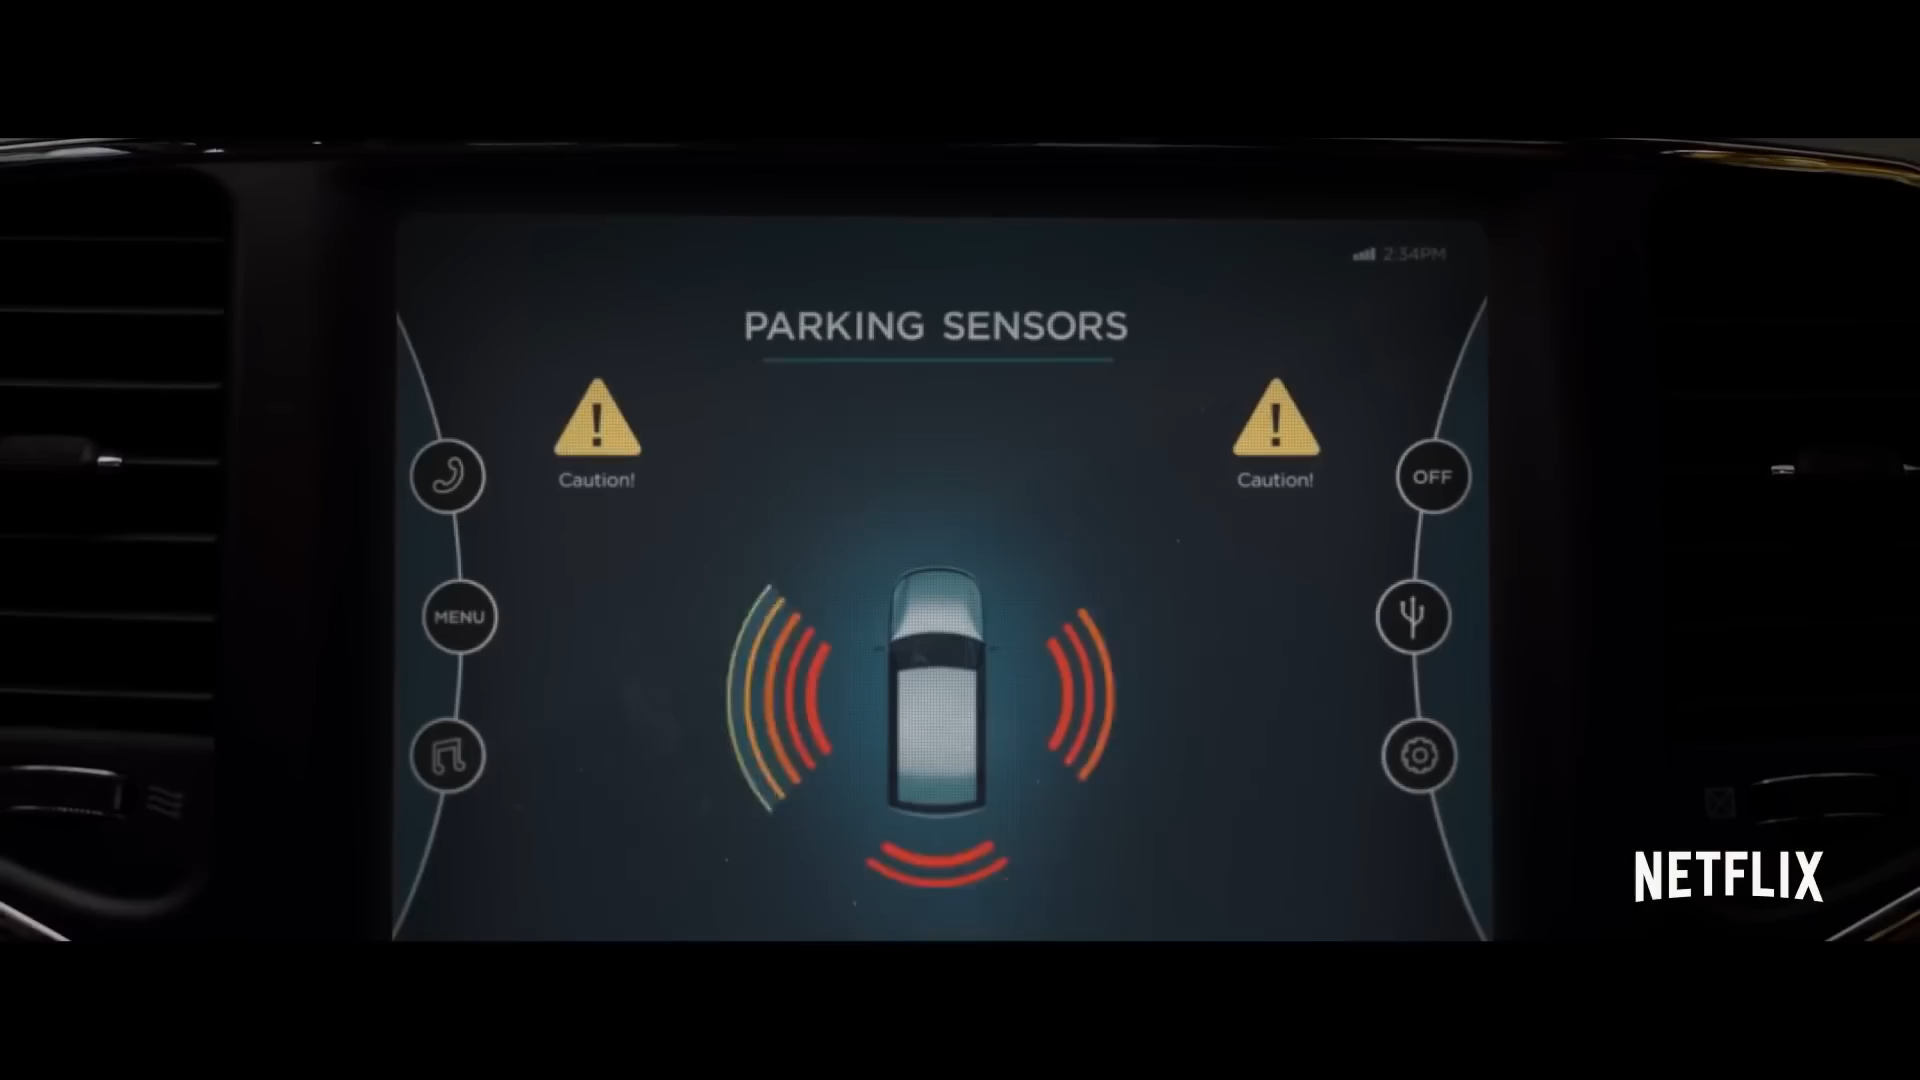 2:34PM
PARKING SENSORS
Caution!
Caution!
OFF
MENU
NETFLIX